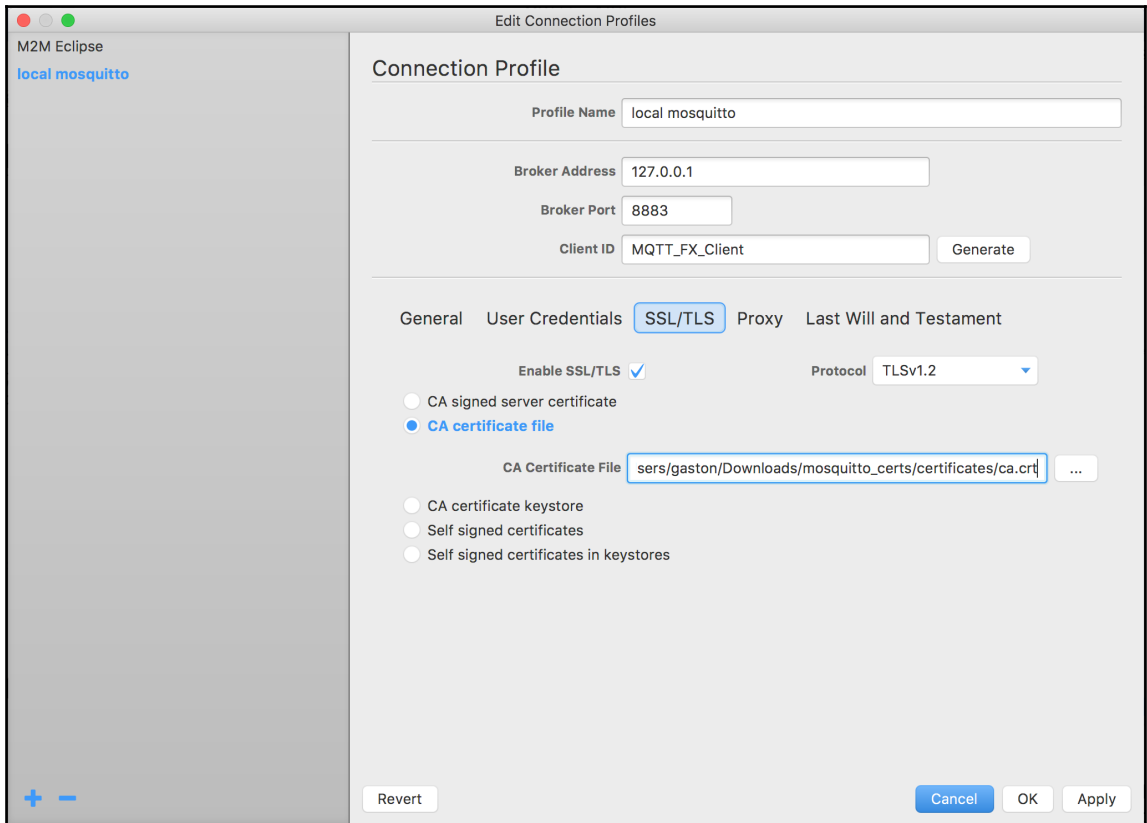 Edit Connection Profiles
M2M Eclipse
local mosquitto
Connection Profile
Profile Name local mosquitto
Broker Address 127.0.0.1
Broker Port 8883
Client ID MQTT_FX_Client Generate
General User Credentials SSL/TLS Proxy Last Will and Testament
Enable SSL/TLS Protocol TLSv1.2
CA signed server certificate
CA certificate file
CA Certificate File sers/gaston/Downloads/mosquitto_certs/certificates/ca.crt ...
CA certificate keystore
Self signed certificates
Self signed certificates in keystores
Revert Cancel OK Apply